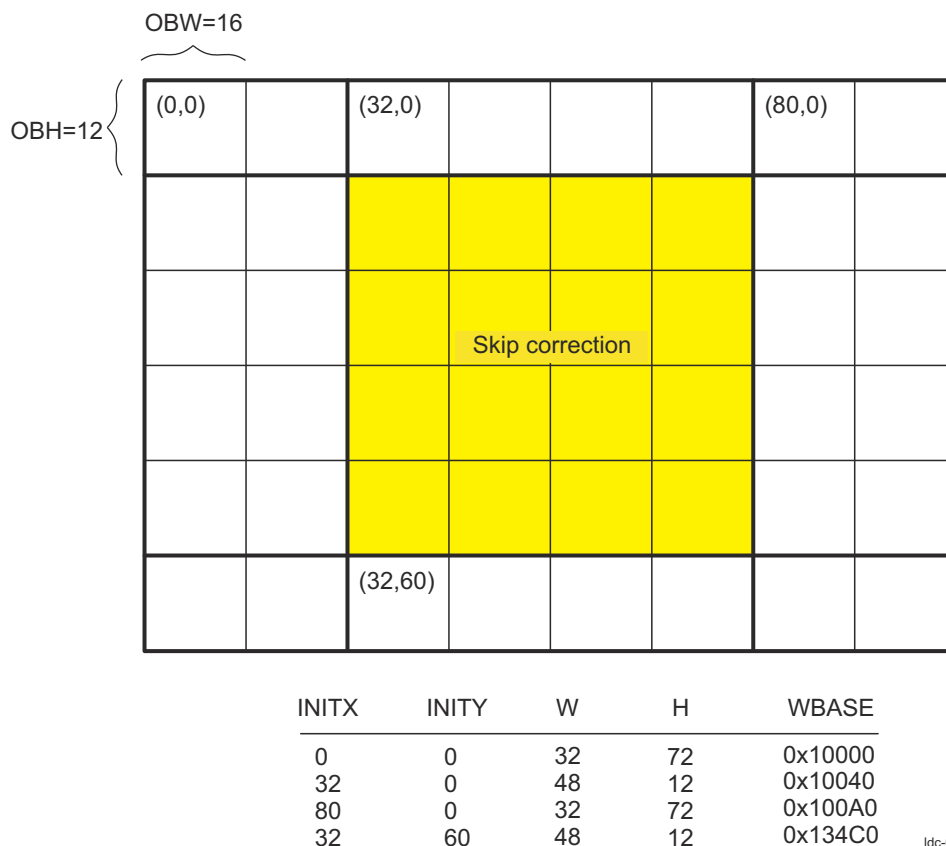 OBW=16
OBH=12
(0,0) (32,0) (80,0)
Skip correction
(32,60)
INITX INITY W H WBASE
0 0 32 72 0x10000
32 0 48 12 0x10040
80 0 32 72 0x100A0
32 60 48 12 0x134C0